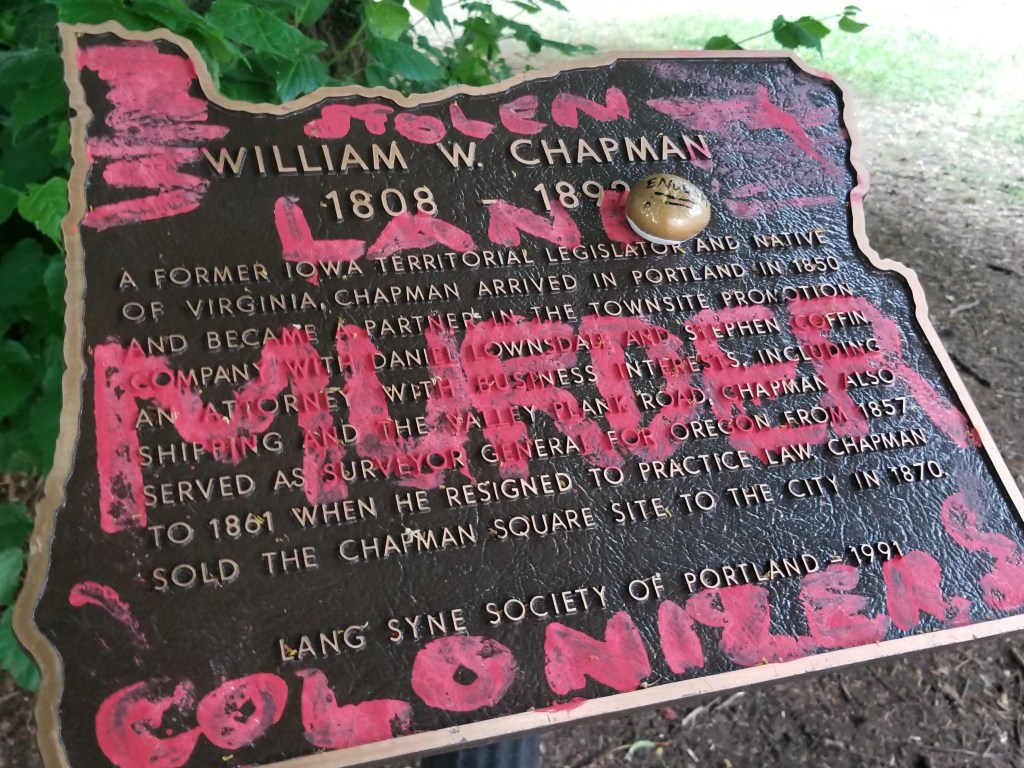 STOLEN
WILLIAM W. CHAPMAN
1808 - 1892
LAND
A FORMER IOWA TERRITORIAL LEGISLATOR AND NATIVE
OF VIRGINIA, CHAPMAN ARRIVED IN PORTLAND IN 1850
AND BECAME A PARTNER IN THE TOWNSITE PROMOTION
COMPANY WITH DANIEL LOWNSDALE AND STEPHEN COFFIN.
AN ATTORNEY WITH BUSINESS INTERESTS, INCLUDING
SHIPPING AND THE VALLEY PLANK ROAD, CHAPMAN ALSO
SERVED AS SURVEYOR GENERAL FOR OREGON FROM 1857
TO 1861 WHEN HE RESIGNED TO PRACTICE LAW. CHAPMAN
SOLD THE CHAPMAN SQUARE SITE TO THE CITY IN 1870.
MURDER
LANG SYNE SOCIETY OF PORTLAND - 1991
COLONIZERS